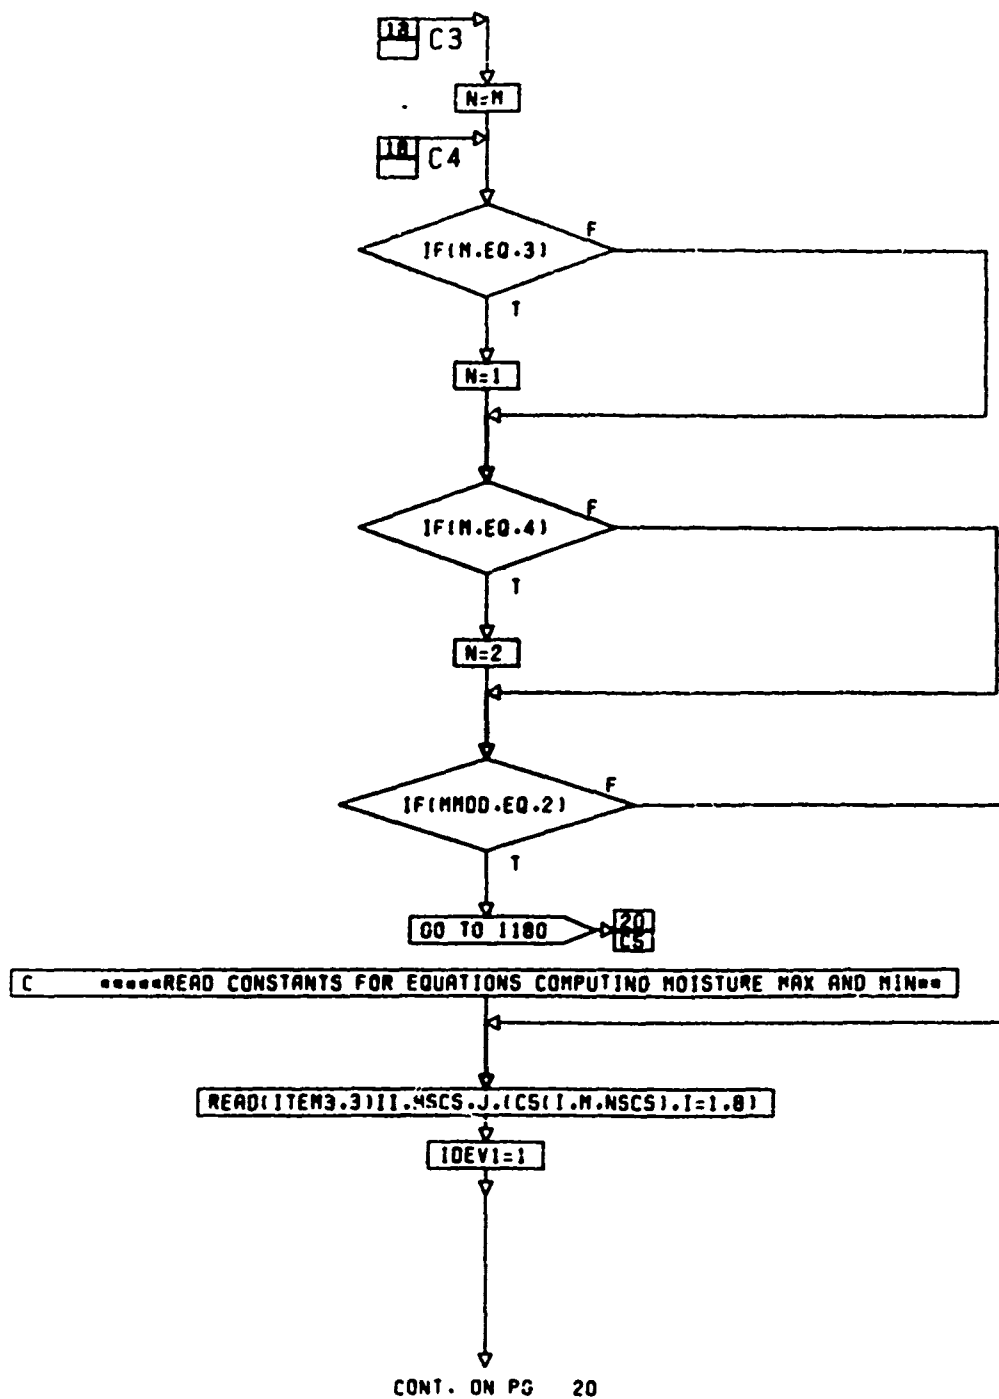 18
C3
N=M
18
C4
IF(M.EQ.3)
F
T
N=1
IF(M.EQ.4)
F
T
N=2
IF(MMOD.EQ.2)
F
T
GO TO 1180
20
C5
C *****READ CONSTANTS FOR EQUATIONS COMPUTING MOISTURE MAX AND MIN**
READ(ITEM3.3)II.NSCS.J.(CS(I.M.NSCS).I=1.8)
IDEV1=1
CONT. ON PG 20